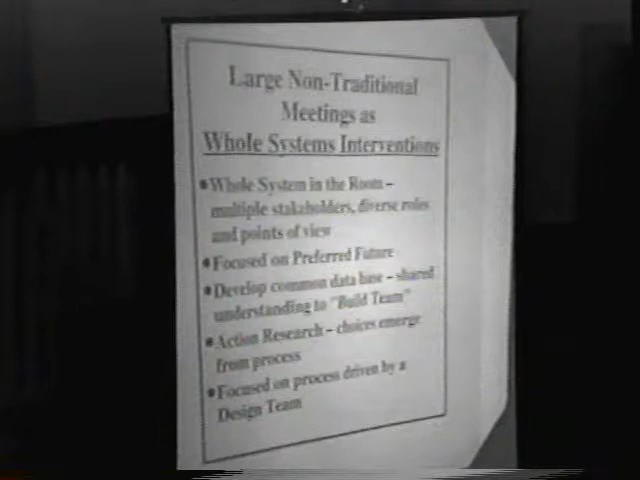 Large Non-Traditional
Meetings as
Whole Systems Interventions
•Whole System in the Room –
multiple stakeholders, diverse roles
and points of view
•Focused on Preferred Future
•Develop common data base – shared
understanding to "Build Team"
•Action Research – choices emerge
from process
•Focused on process driven by a
Design Team